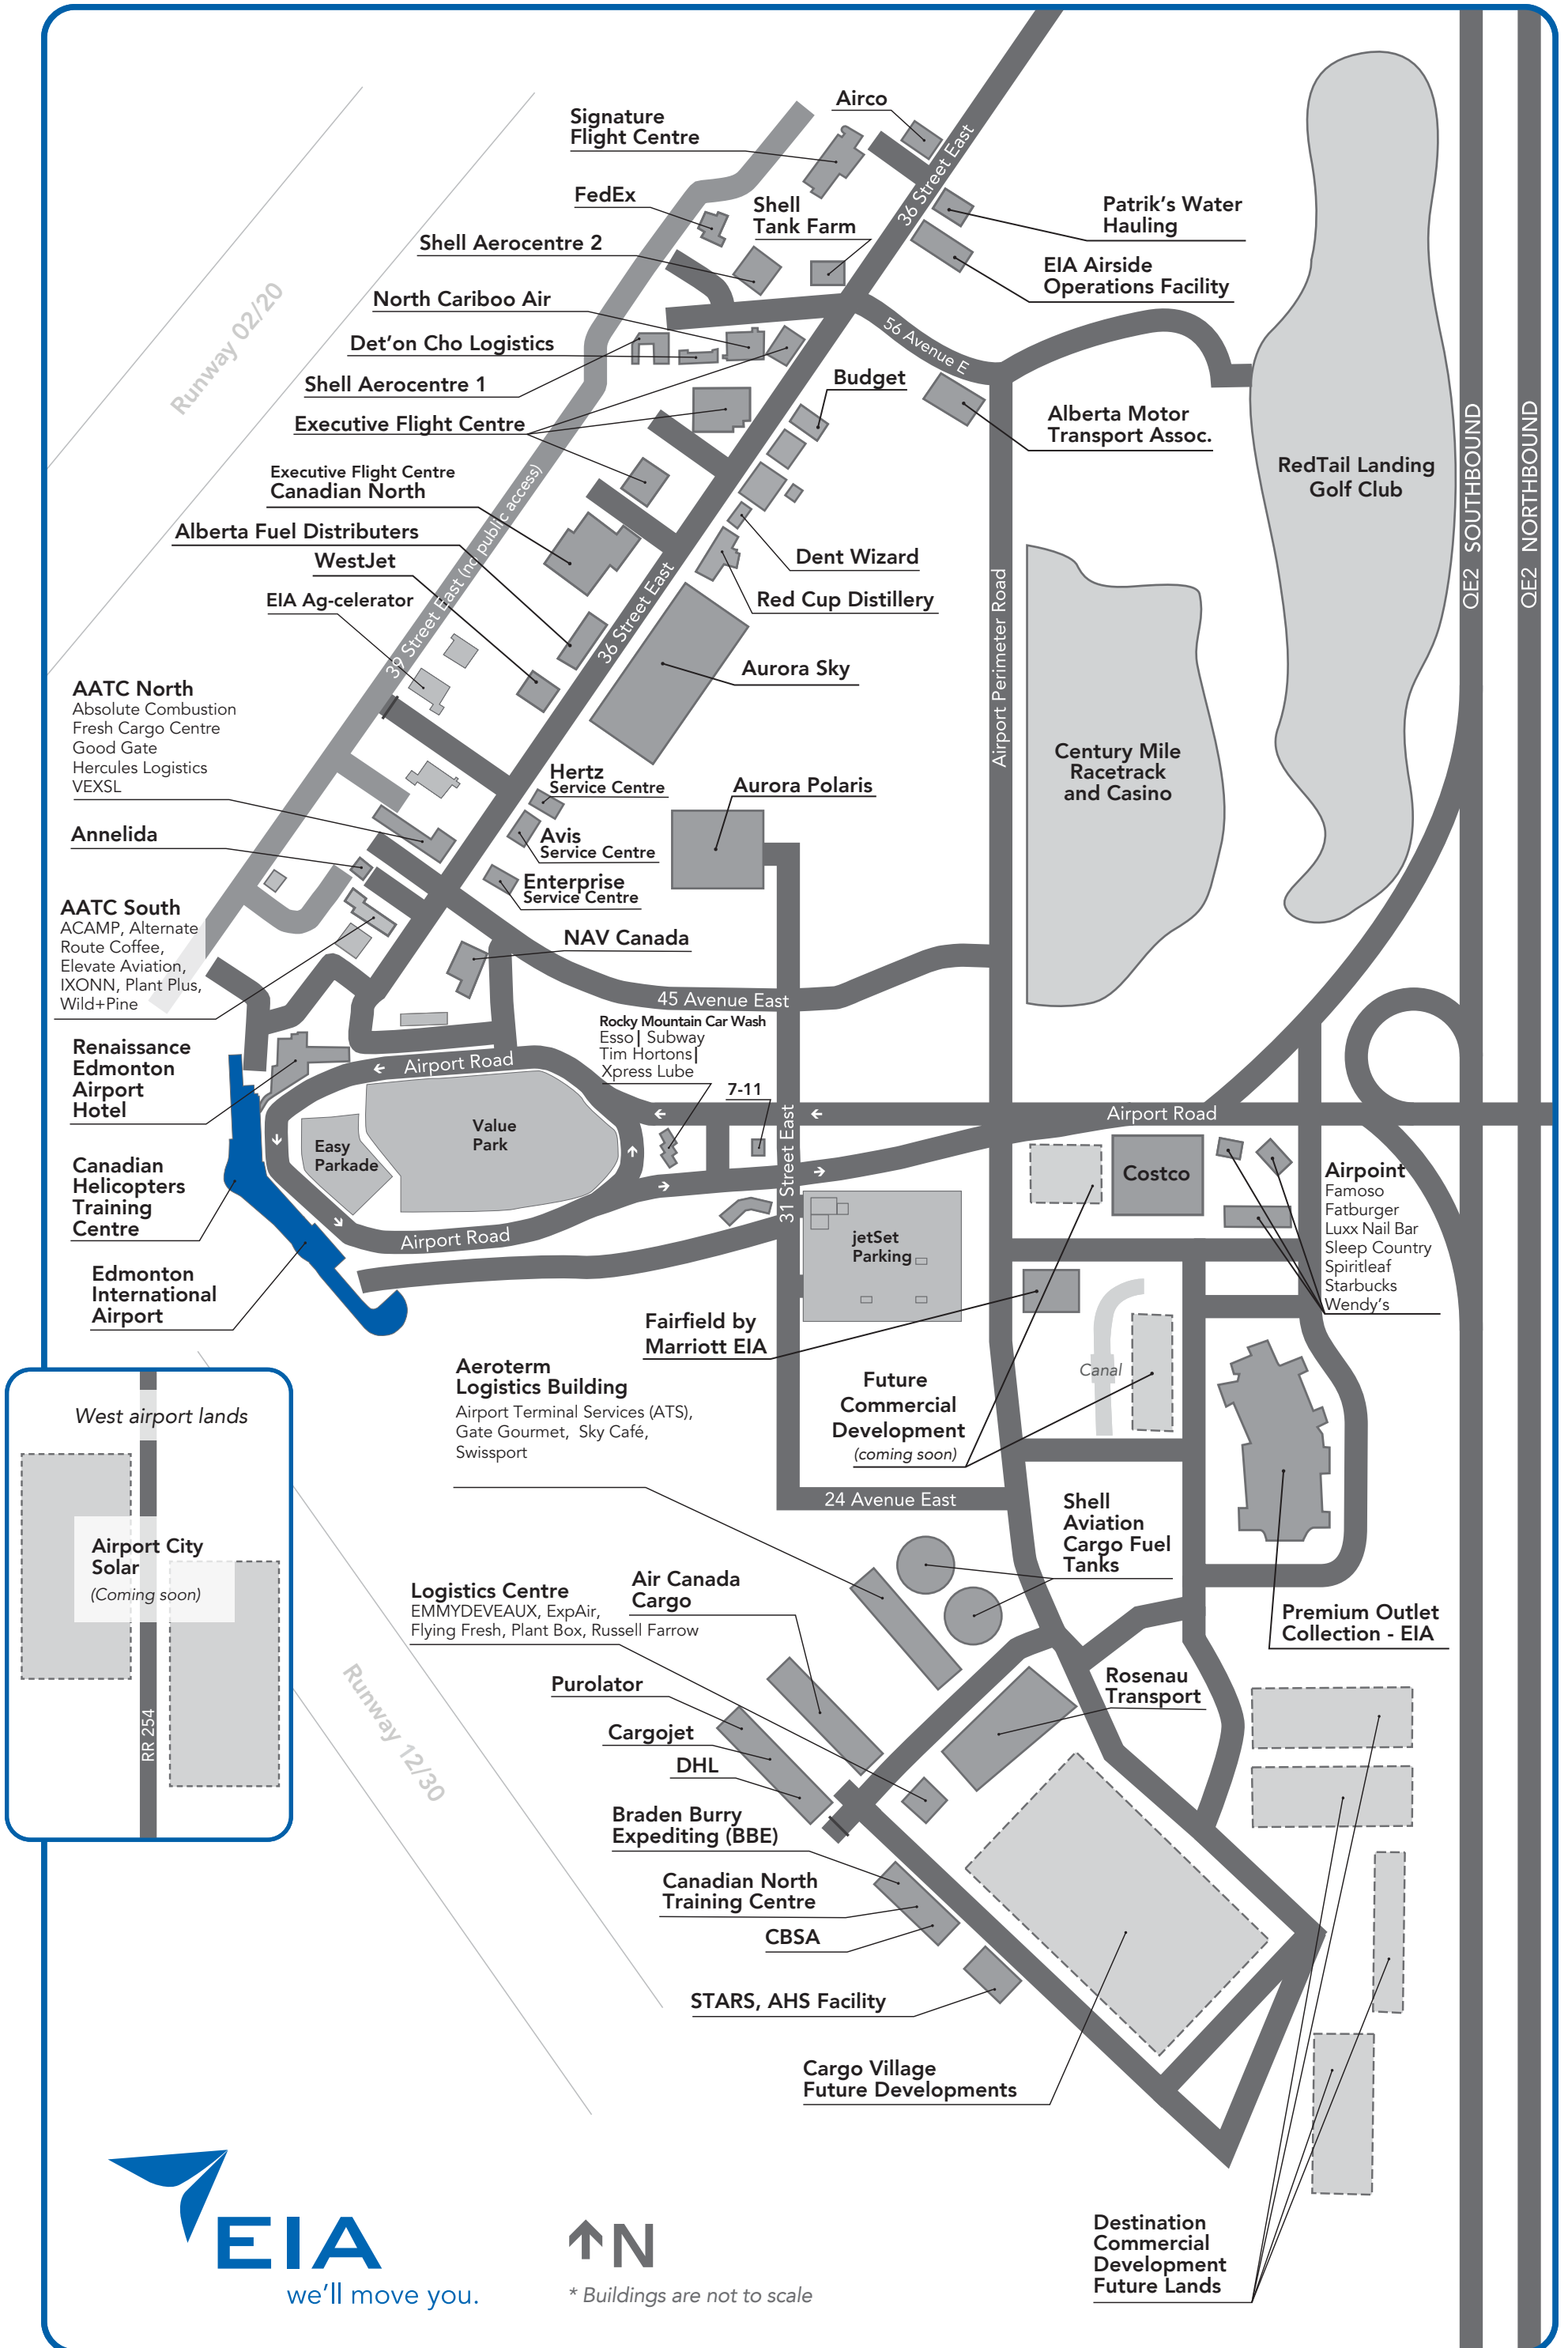 Airco
Signature
Flight Centre
FedEx
Shell
Tank Farm
Patrik's Water
Hauling
Shell Aerocentre 2
EIA Airside
Operations Facility
36 Street East
North Cariboo Air
Runway 02/20
56 Avenue E
Det'on Cho Logistics
Shell Aerocentre 1
Budget
Executive Flight Centre
Alberta Motor
Transport Assoc.
RedTail Landing
Golf Club
QE2 SOUTHBOUND
QE2 NORTHBOUND
Executive Flight Centre
Canadian North
39 Street East (no public access)
Alberta Fuel Distributers
WestJet
Dent Wizard
EIA Ag-celerator
Red Cup Distillery
36 Street East
Airport Perimeter Road
Aurora Sky
AATC North
Absolute Combustion
Fresh Cargo Centre
Good Gate
Hercules Logistics
VEXSL
Century Mile
Racetrack
and Casino
Hertz
Service Centre
Aurora Polaris
Annelida
Avis
Service Centre
Enterprise
Service Centre
AATC South
ACAMP, Alternate
Route Coffee,
Elevate Aviation,
IXONN, Plant Plus,
Wild+Pine
NAV Canada
45 Avenue East
Rocky Mountain Car Wash
Esso| Subway
Tim Hortons|
Xpress Lube
Renaissance
Edmonton
Airport
Hotel
Airport Road
7-11
Airport Road
Value
Park
Easy
Parkade
31 Street East
Canadian
Helicopters
Training
Centre
Costco
Airpoint
Famoso
Fatburger
Luxx Nail Bar
Sleep Country
Spiritleaf
Starbucks
Wendy's
Airport Road
jetSet
Parking
Edmonton
International
Airport
Fairfield by
Marriott EIA
Canal
Aeroterm
Logistics Building
Airport Terminal Services (ATS),
Gate Gourmet, Sky Café,
Swissport
Future
Commercial
Development
(coming soon)
West airport lands
24 Avenue East
Shell
Aviation
Cargo Fuel
Tanks
Airport City
Solar
(Coming soon)
RR 254
Logistics Centre
EMMYDEVEAUX, ExpAir,
Flying Fresh, Plant Box, Russell Farrow
Air Canada
Cargo
Premium Outlet
Collection - EIA
Runway 12/30
Purolator
Rosenau
Transport
Cargojet
DHL
Braden Burry
Expediting (BBE)
Canadian North
Training Centre
CBSA
STARS, AHS Facility
Cargo Village
Future Developments
Destination
Commercial
Development
Future Lands
EIA
we'll move you.
N
* Buildings are not to scale